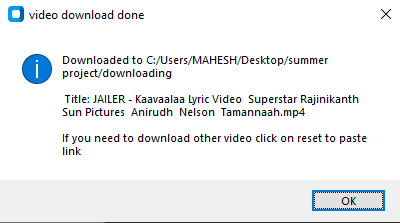 video download done
Downloaded to C:/Users/MAHESH/Desktop/summer
project/downloading
Title: JAILER - Kaavaalaa Lyric Video  Superstar Rajinikanth
Sun Pictures  Anirudh  Nelson  Tamannaah.mp4
If you need to download other video click on reset to paste
link
OK